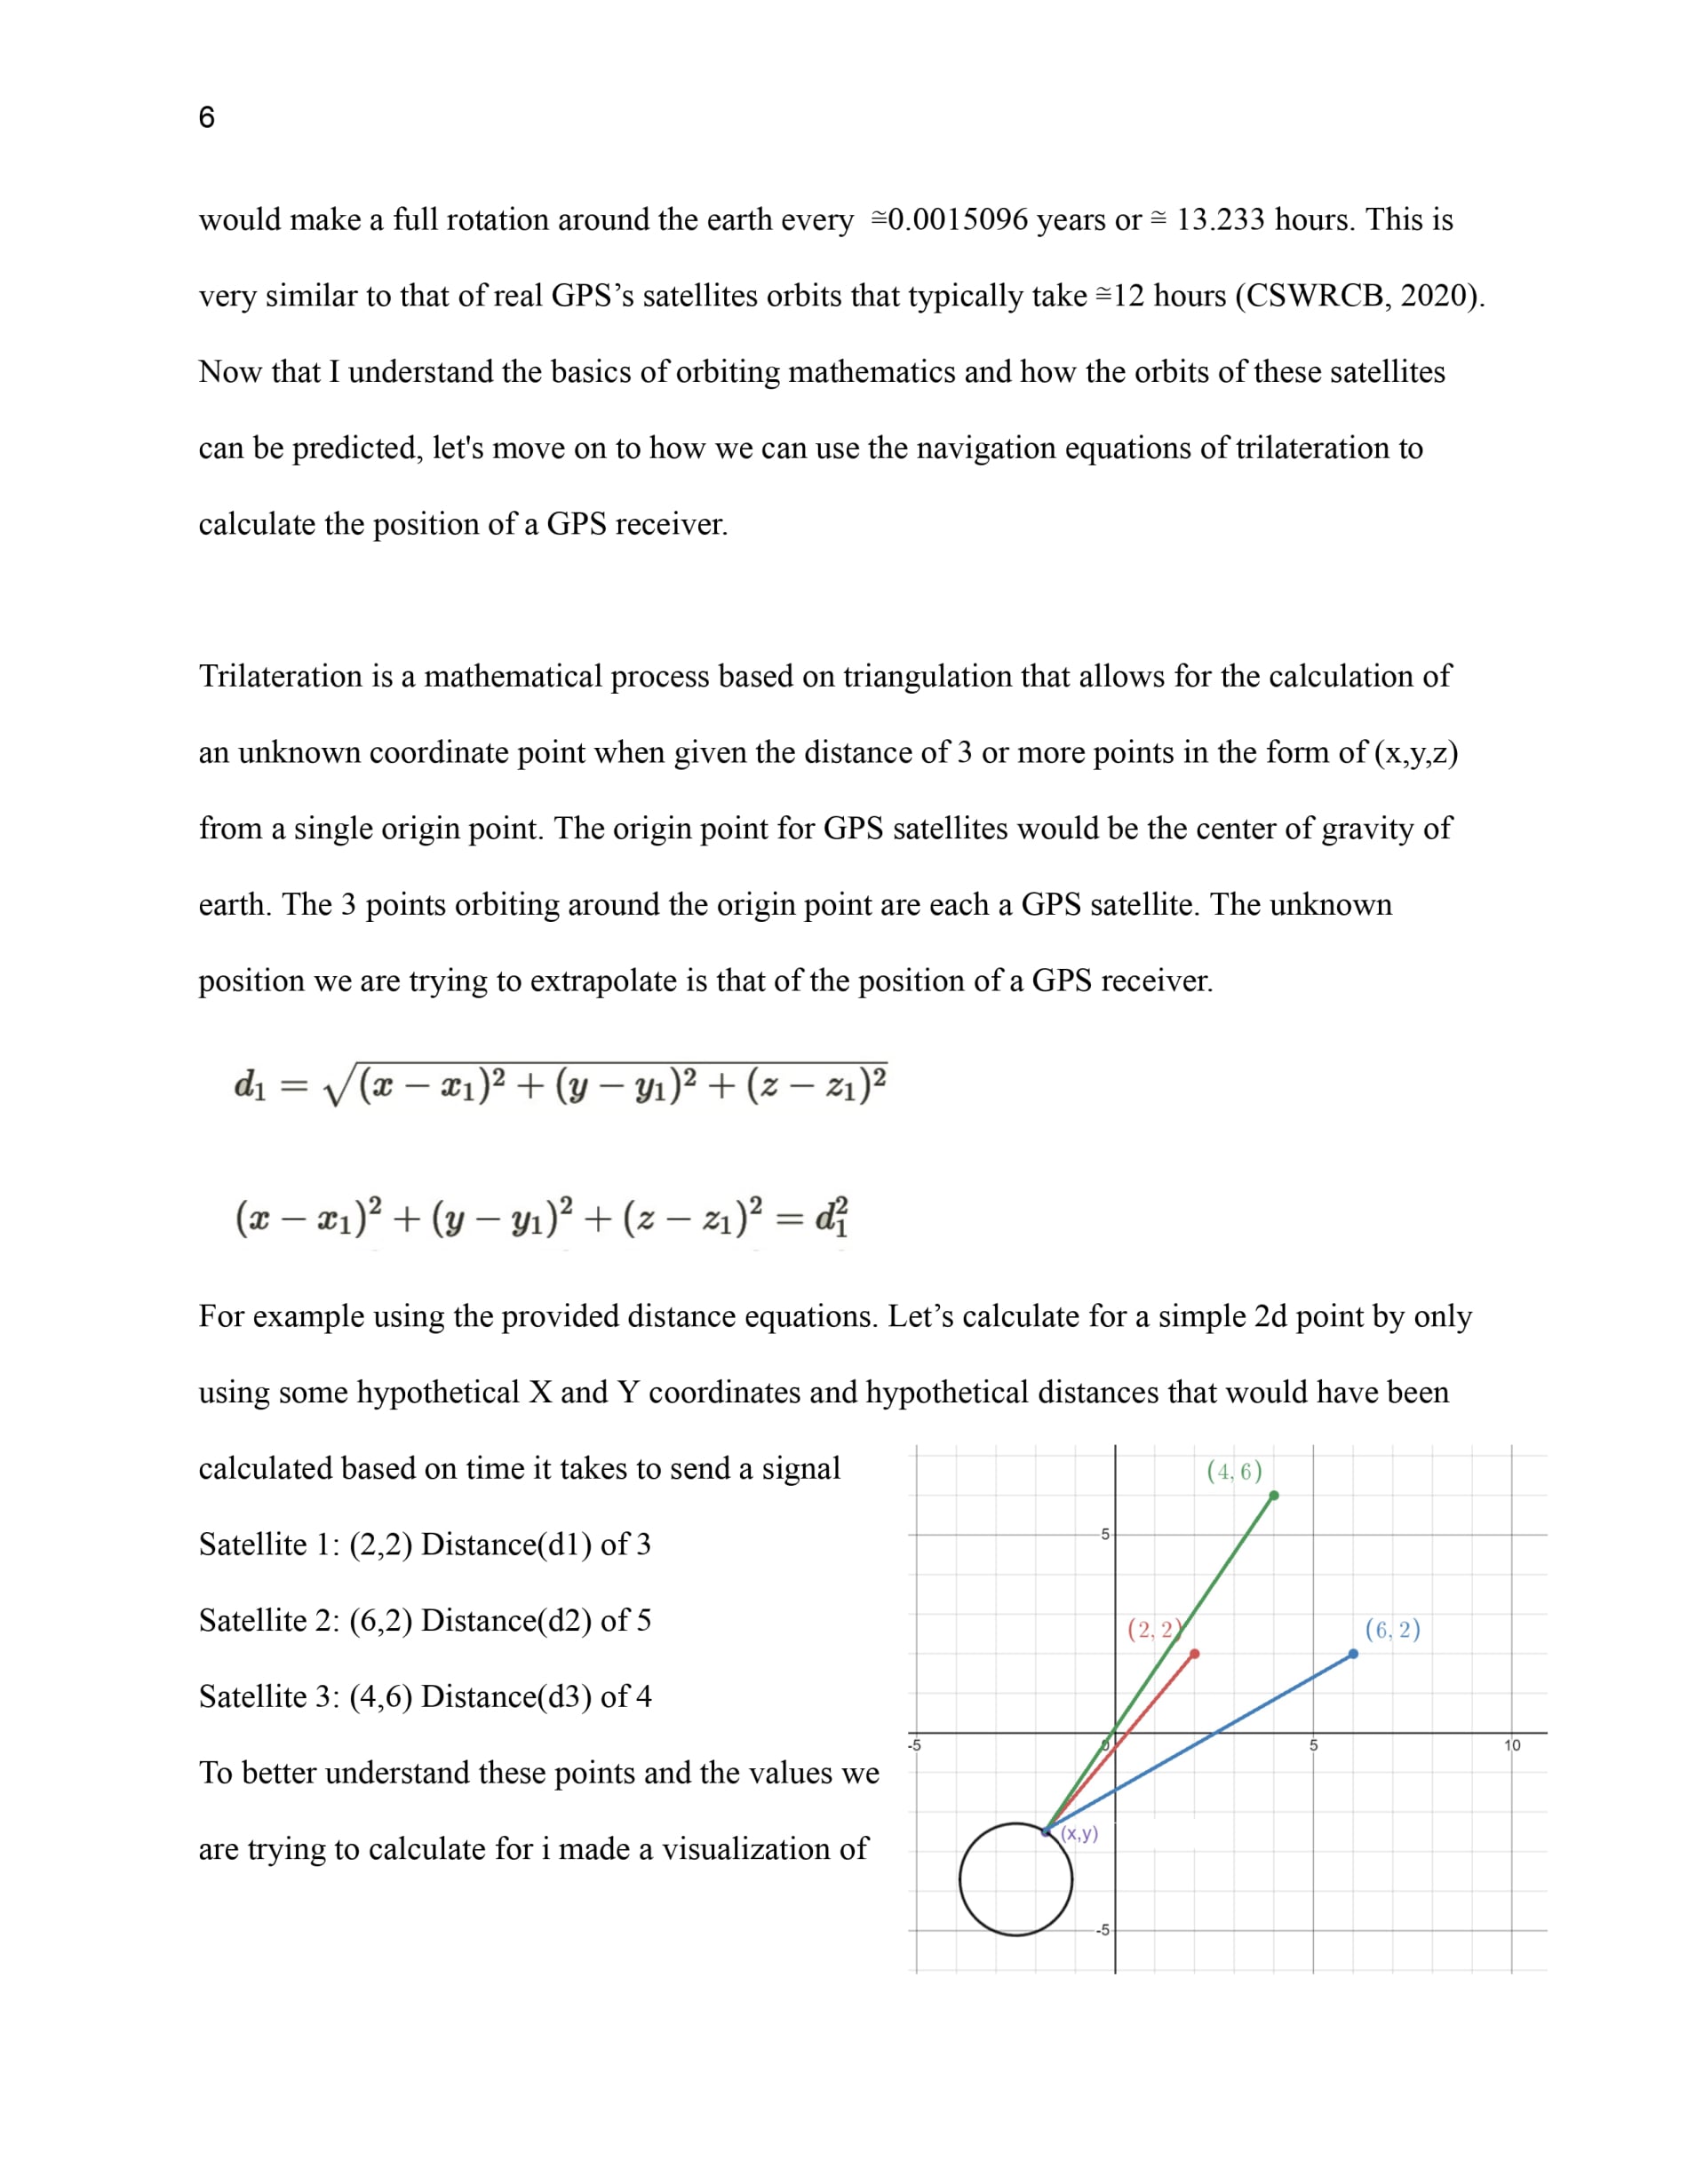 6
would make a full rotation around the earth every ≅0.0015096 years or ≅ 13.233 hours. This is
very similar to that of real GPS’s satellites orbits that typically take ≅12 hours (CSWRCB, 2020).
Now that I understand the basics of orbiting mathematics and how the orbits of these satellites
can be predicted, let's move on to how we can use the navigation equations of trilateration to
calculate the position of a GPS receiver.
Trilateration is a mathematical process based on triangulation that allows for the calculation of
an unknown coordinate point when given the distance of 3 or more points in the form of (x,y,z)
from a single origin point. The origin point for GPS satellites would be the center of gravity of
earth. The 3 points orbiting around the origin point are each a GPS satellite. The unknown
position we are trying to extrapolate is that of the position of a GPS receiver.
d₁ = √(x − x₁)² + (y − y₁)² + (z − z₁)²
(x − x₁)² + (y − y₁)² + (z − z₁)² = d₁²
For example using the provided distance equations. Let’s calculate for a simple 2d point by only
using some hypothetical X and Y coordinates and hypothetical distances that would have been
calculated based on time it takes to send a signal
Satellite 1: (2,2) Distance(d1) of 3
Satellite 2: (6,2) Distance(d2) of 5
Satellite 3: (4,6) Distance(d3) of 4
To better understand these points and the values we
are trying to calculate for i made a visualization of
(4, 6)
5
(2, 2)
(6, 2)
-5
0
5
10
(x,y)
-5